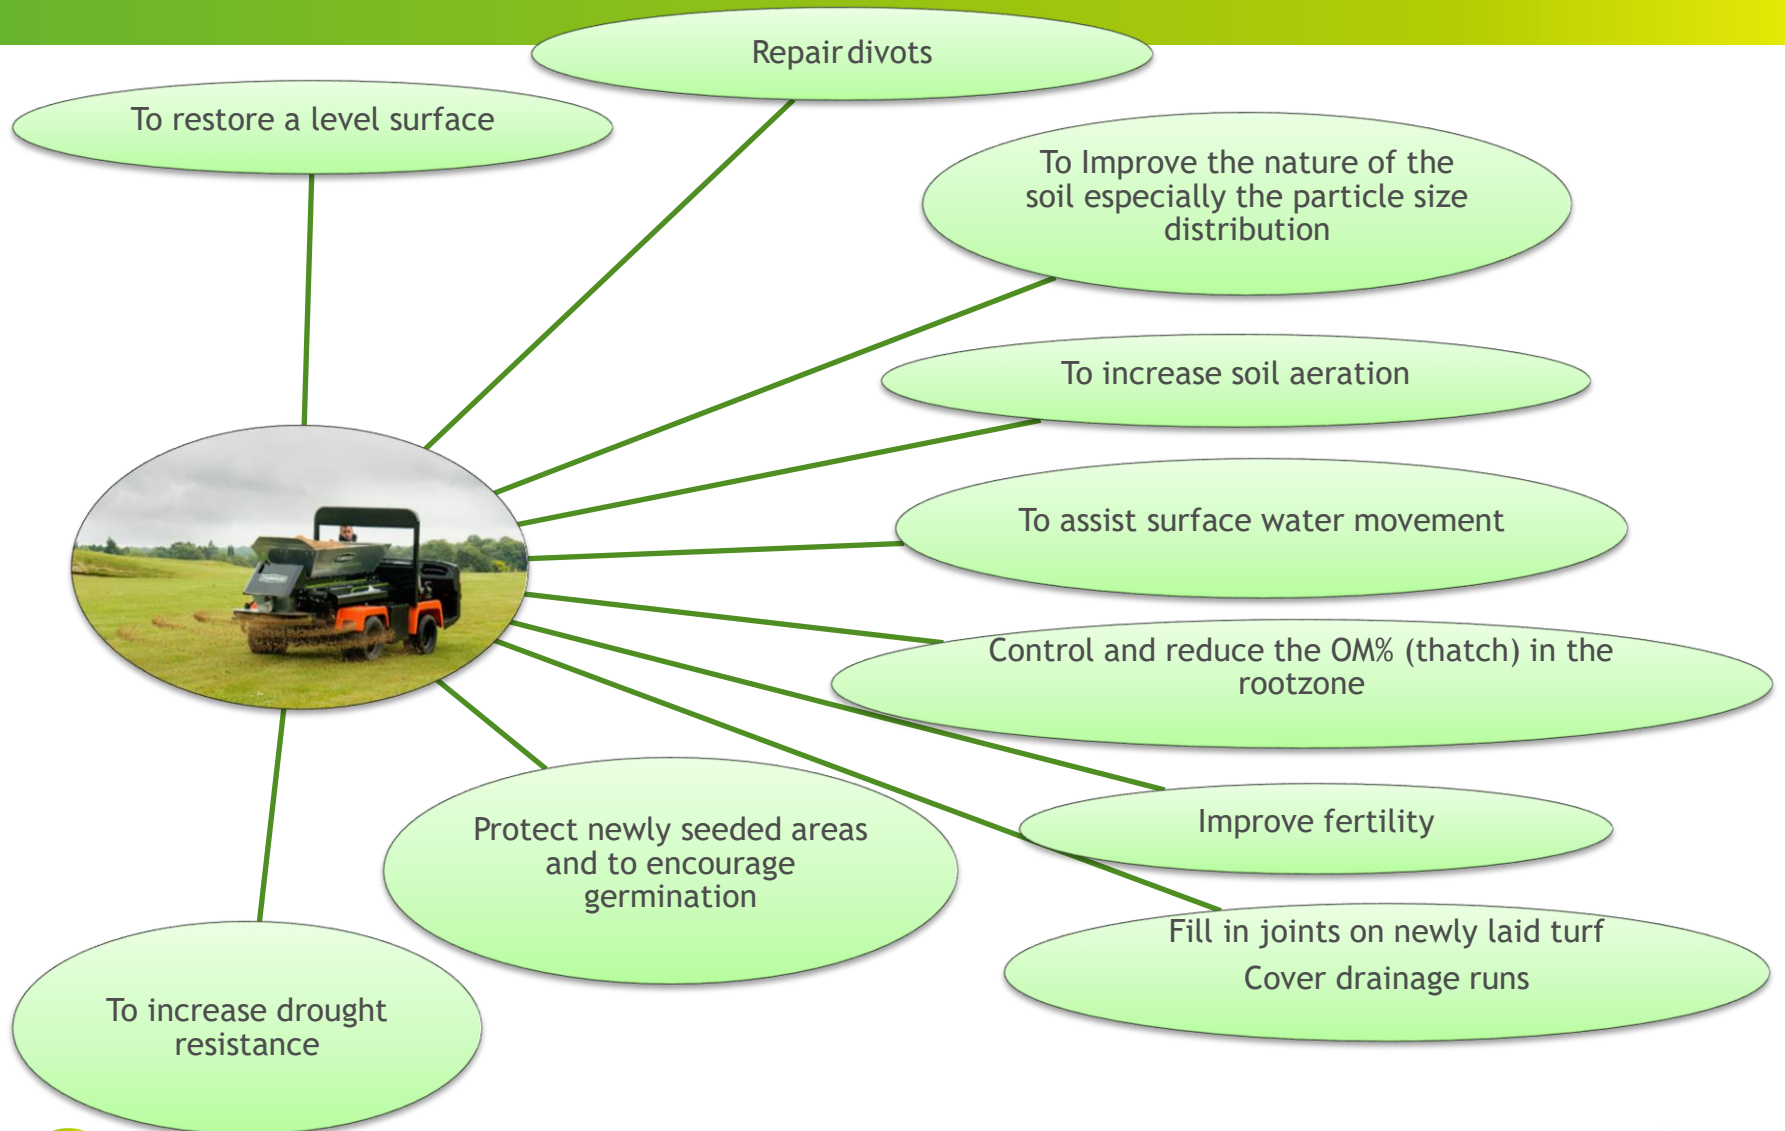 Repair divots
To restore a level surface
To Improve the nature of the
soil especially the particle size
distribution
To increase soil aeration
To assist surface water movement
Control and reduce the OM% (thatch) in the
rootzone
Improve fertility
Protect newly seeded areas
and to encourage
germination
Fill in joints on newly laid turf
Cover drainage runs
To increase drought
resistance